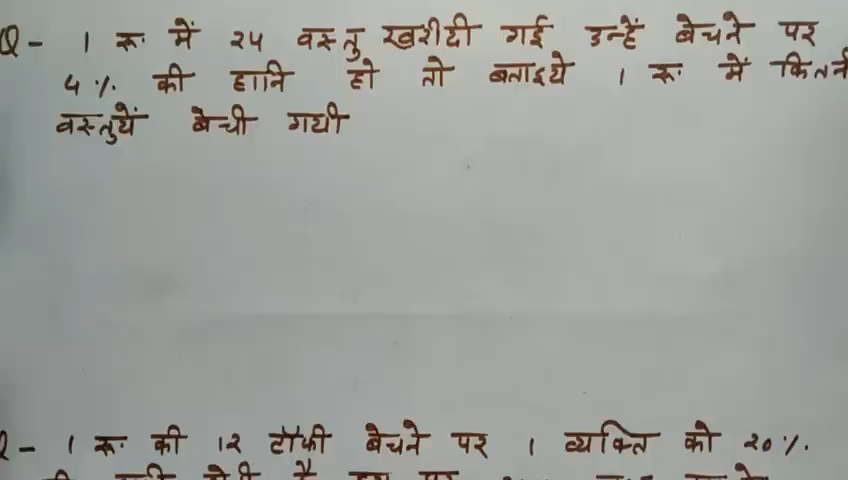 Q - 1 रू॰ में 24 वस्तु खरीदी गई उन्हें बेचने पर
4 % की हानि हो तो बताइये 1 रू॰ में कितनी
वस्तुयें बेची गयी
Q - 1 रू॰ की 12 टॉफी बेचने पर 1 व्यक्ति को 20 %